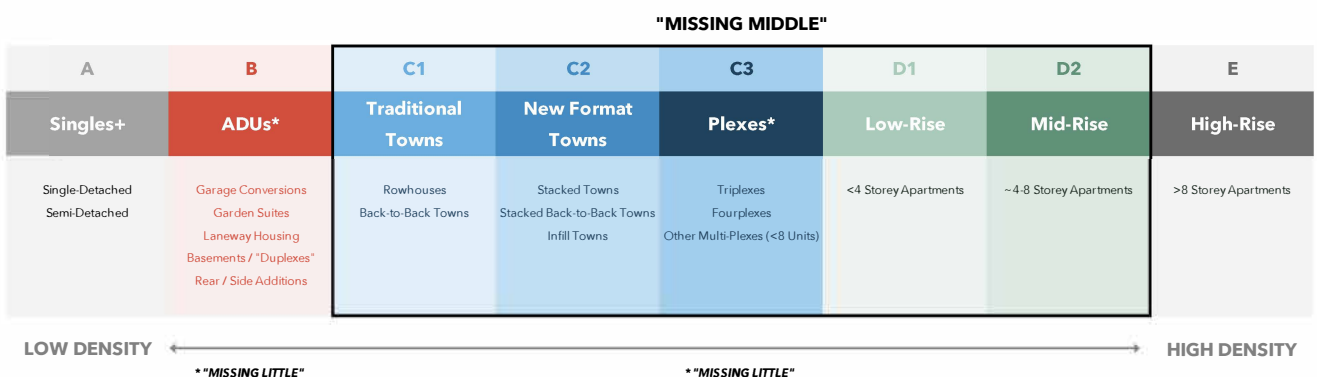 "MISSING MIDDLE"
A
B
C1
C2
C3
D1
D2
E
Singles+
ADUs*
Traditional
Towns
New Format
Towns
Plexes*
Low-Rise
Mid-Rise
High-Rise
Single-Detached
Semi-Detached
Garage Conversions
Garden Suites
Laneway Housing
Basements / "Duplexes"
Rear / Side Additions
Rowhouses
Back-to-Back Towns
Stacked Towns
Stacked Back-to-Back Towns
Infill Towns
Triplexes
Fourplexes
Other Multi-Plexes (<8 Units)
<4 Storey Apartments
~4-8 Storey Apartments
>8 Storey Apartments
LOW DENSITY
HIGH DENSITY
* "MISSING LITTLE"
* "MISSING LITTLE"